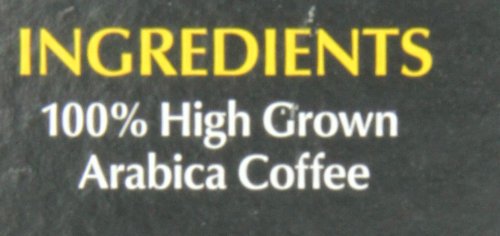 INGREDIENTS
100% High Grown
Arabica Coffee